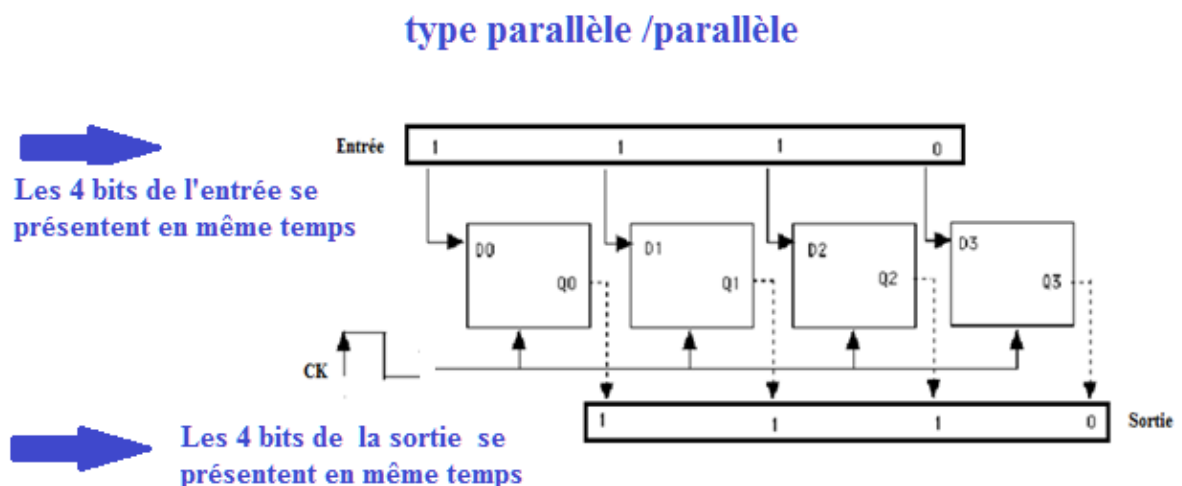 type parallèle /parallèle
Entrée 1 1 1 0
Les 4 bits de l'entrée se
présentent en même temps
D0 D1 D2 D3
Q0 Q1 Q2 Q3
CK
1 1 1 0 Sortie
Les 4 bits de la sortie se
présentent en même temps